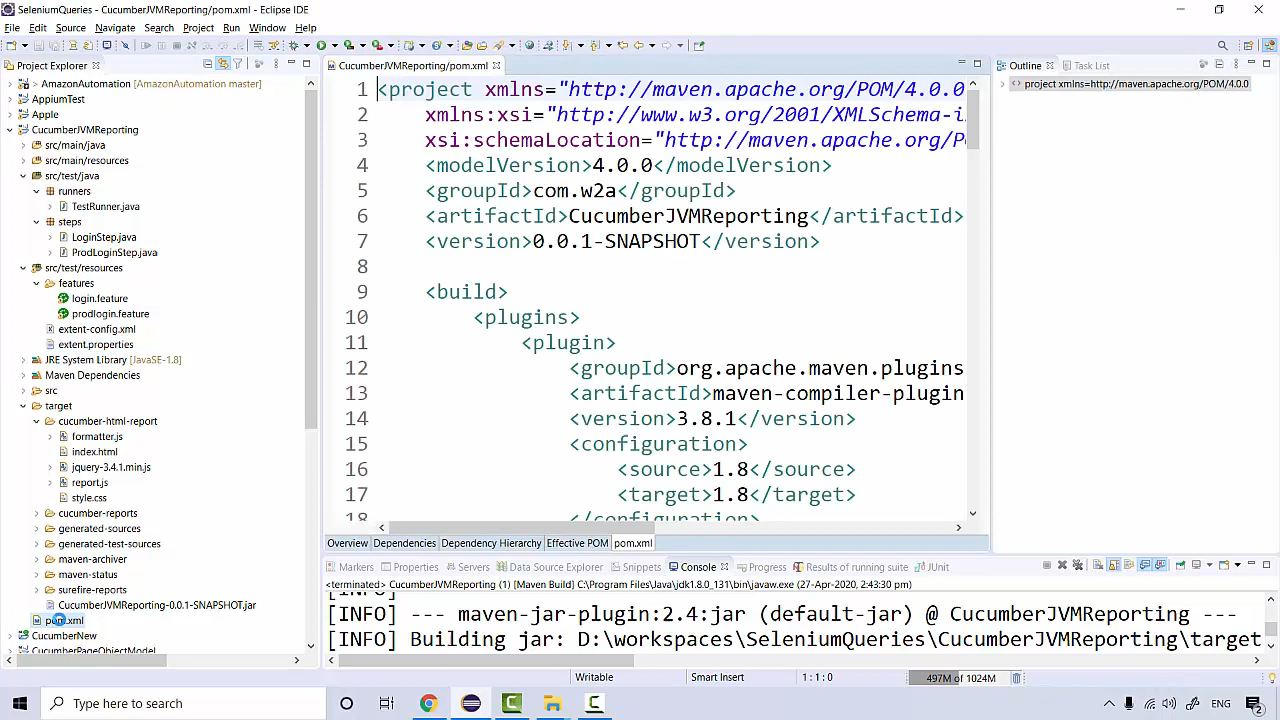 SeleniumQueries - CucumberJVMReporting/pom.xml - Eclipse IDE
File Edit Source Navigate Search Project Run Window Help
Project Explorer
> AmazonAutomation [AmazonAutomation master]
AppiumTest
Apple
CucumberJVMReporting
src/main/java
src/main/resources
src/test/java
runners
TestRunner.java
steps
LoginStep.java
ProdLoginStep.java
src/test/resources
features
login.feature
prodlogin.feature
extent-config.xml
extent.properties
JRE System Library [JavaSE-1.8]
Maven Dependencies
src
target
cucumber-html-report
formatter.js
index.html
jquery-3.4.1.min.js
report.js
style.css
cucumber-reports
generated-sources
generated-test-sources
maven-archiver
maven-status
surefire-reports
CucumberJVMReporting-0.0.1-SNAPSHOT.jar
pom.xml
CucumberNew
CucumberPageObjectModel
CucumberJVMReporting/pom.xml
1 <project xmlns="http://maven.apache.org/POM/4.0.0
2 xmlns:xsi="http://www.w3.org/2001/XMLSchema-i
3 xsi:schemaLocation="http://maven.apache.org/P
4 <modelVersion>4.0.0</modelVersion>
5 <groupId>com.w2a</groupId>
6 <artifactId>CucumberJVMReporting</artifactId>
7 <version>0.0.1-SNAPSHOT</version>
8
9 <build>
10 <plugins>
11 <plugin>
12 <groupId>org.apache.maven.plugins
13 <artifactId>maven-compiler-plugin
14 <version>3.8.1</version>
15 <configuration>
16 <source>1.8</source>
17 <target>1.8</target>
18 </configuration>
Overview Dependencies Dependency Hierarchy Effective POM pom.xml
Outline Task List
project xmlns=http://maven.apache.org/POM/4.0.0
Markers Properties Servers Data Source Explorer Snippets Console Progress Results of running suite JUnit
<terminated> CucumberJVMReporting (1) [Maven Build] C:\Program Files\Java\jdk1.8.0_131\bin\javaw.exe (27-Apr-2020, 2:43:30 pm)
[INFO]
[INFO] --- maven-jar-plugin:2.4:jar (default-jar) @ CucumberJVMReporting ---
[INFO] Building jar: D:\workspaces\SeleniumQueries\CucumberJVMReporting\target
Writable Smart Insert 1 : 1 : 0 497M of 1024M
Type here to search
ENG
2